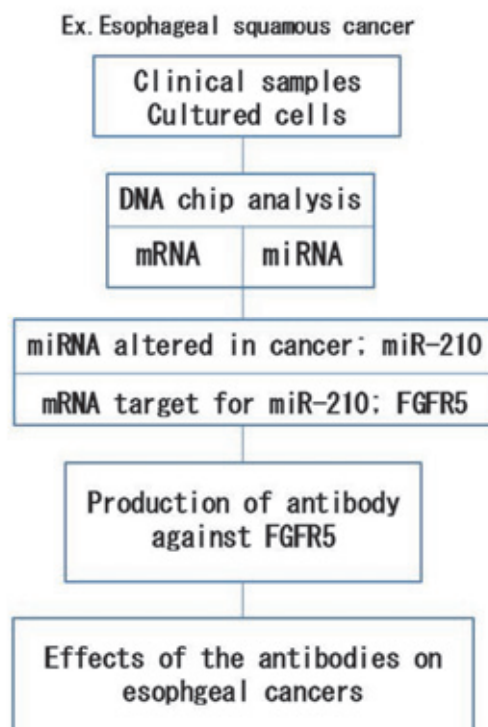 Ex. Esophageal squamous cancer
Clinical samples
Cultured cells
DNA chip analysis
mRNA
miRNA
miRNA altered in cancer: miR-210
mRNA target for miR-210: FGFR5
Production of antibody
against FGFR5
Effects of the antibodies on
esophgeal cancers